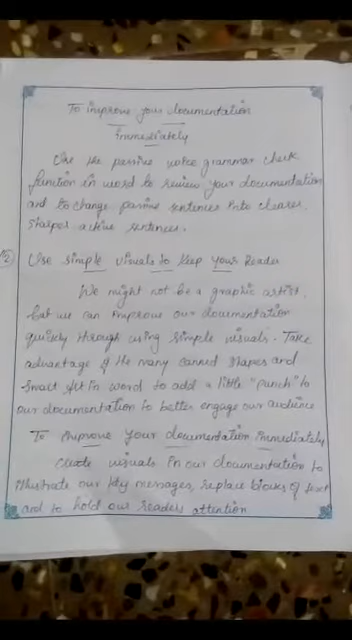 To improve your documentation
immediately
Use the passive voice grammar check
function in word to review your documentation
and to change passive sentences into clearer,
sharper active sentences.
12 Use simple visuals to keep your Reader
We might not be a graphic artist,
but we can improve our documentation
quickly through using simple visuals. Take
advantage of the many canned shapes and
smart Art in word to add a little "punch" to
our documentation to better engage our audience
To Improve your documentation immediately
Create visuals in our documentation to
illustrate our key messages, replace blocks of text
and to hold our readers attention